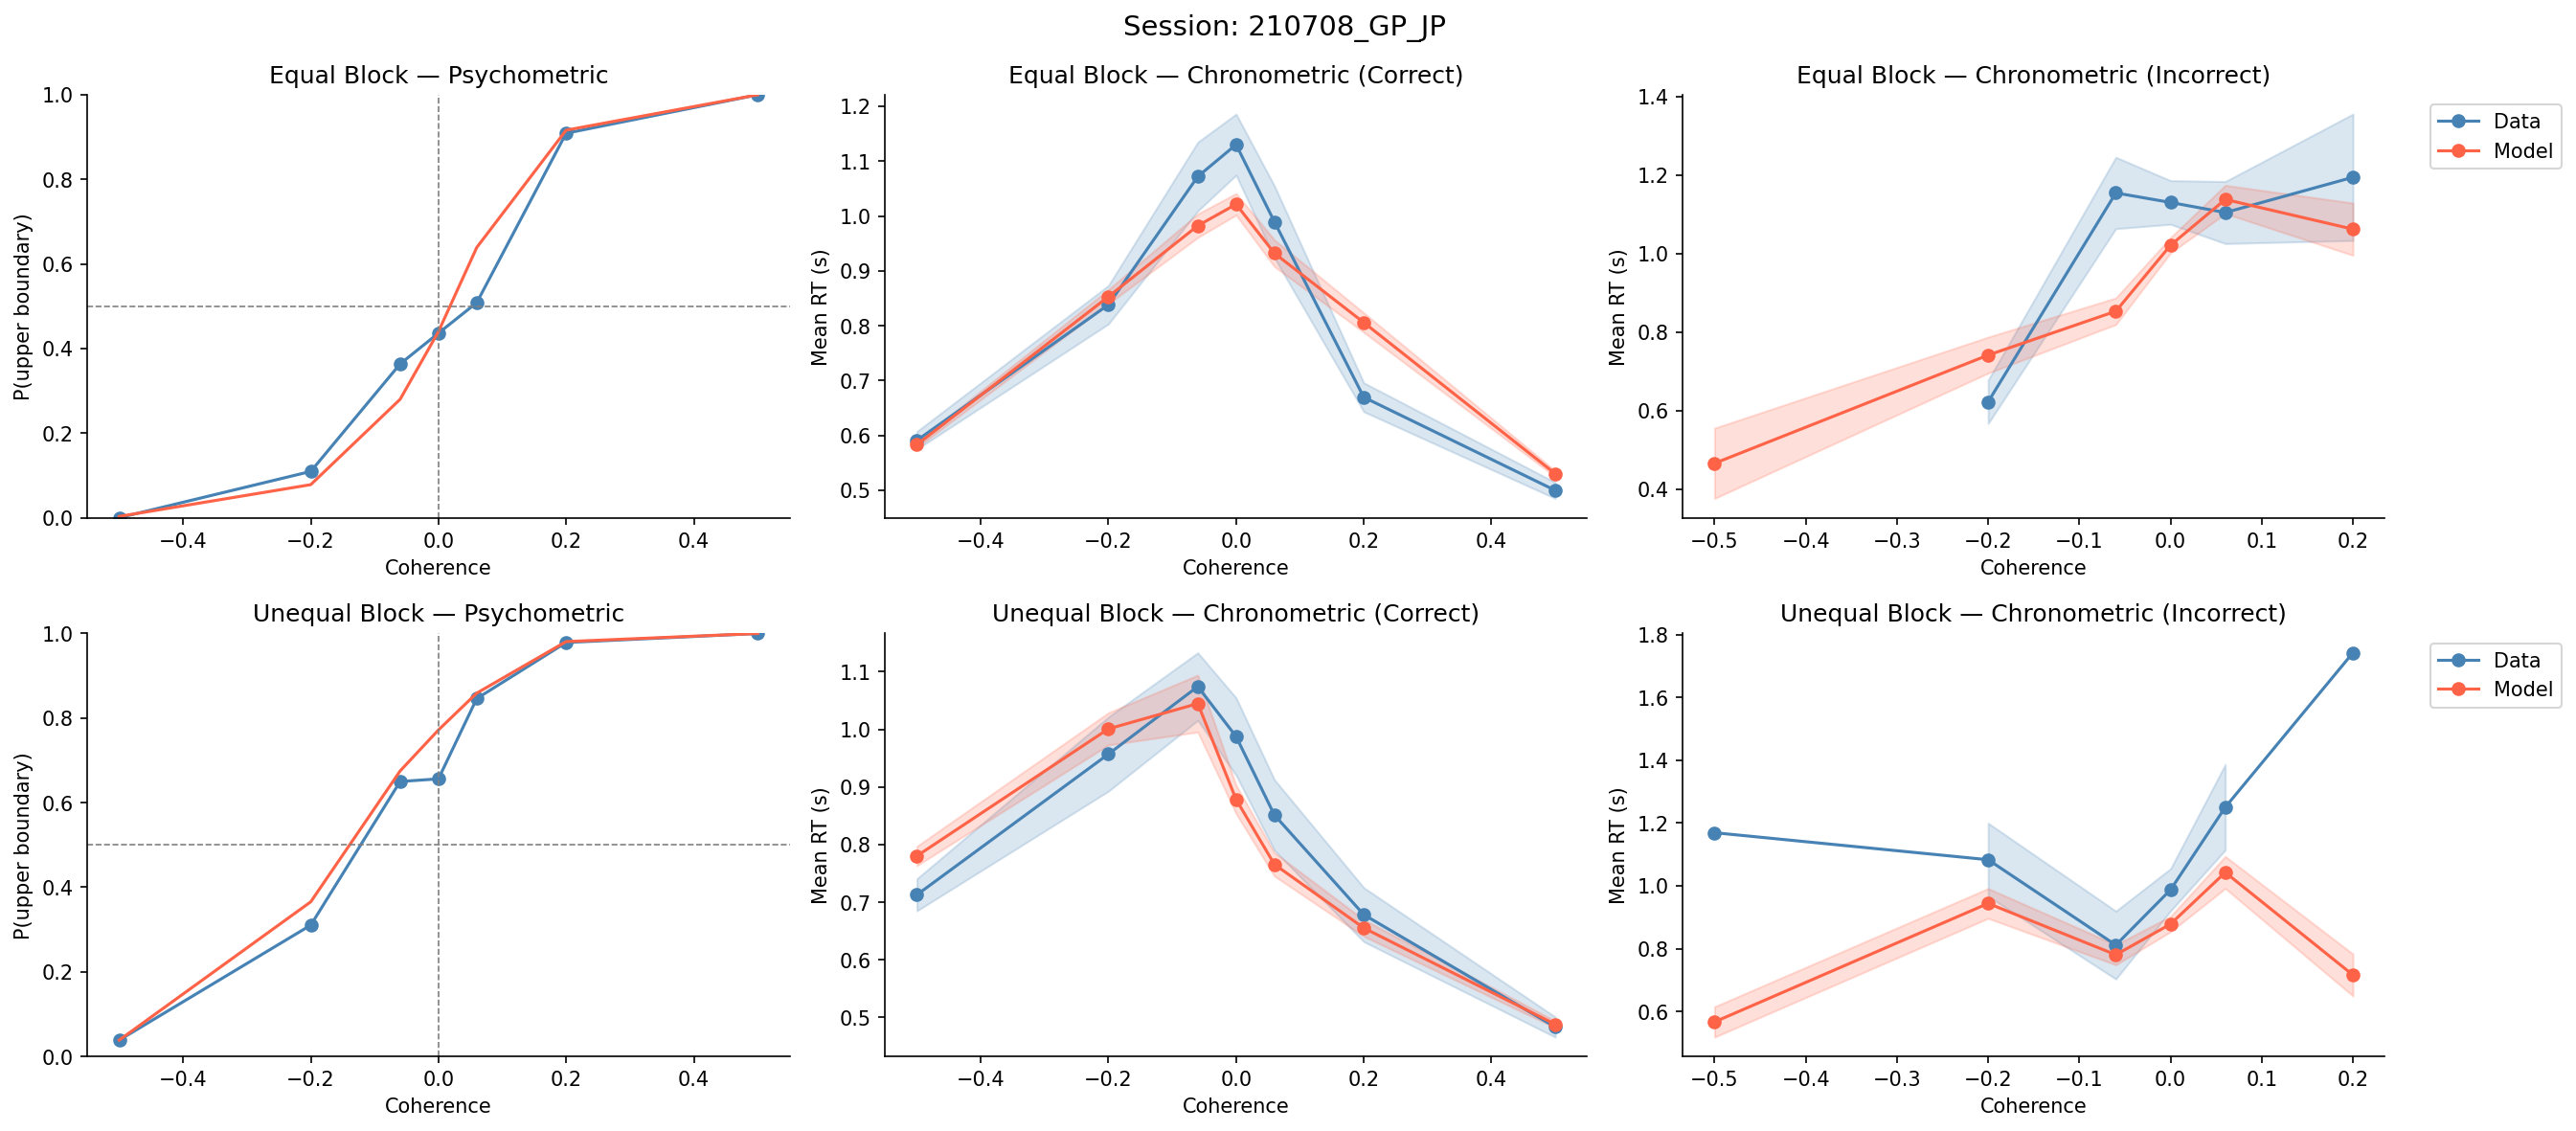 Session: 210708_GP_JP
Equal Block — Psychometric
P(upper boundary)
1.0
0.8
0.6
0.4
0.2
0.0
−0.4 −0.2 0.0 0.2 0.4
Coherence
Equal Block — Chronometric (Correct)
Mean RT (s)
1.2
1.1
1.0
0.9
0.8
0.7
0.6
0.5
−0.4 −0.2 0.0 0.2 0.4
Coherence
Equal Block — Chronometric (Incorrect)
Mean RT (s)
1.4
1.2
1.0
0.8
0.6
0.4
−0.5 −0.4 −0.3 −0.2 −0.1 0.0 0.1 0.2
Coherence
Data
Model
Unequal Block — Psychometric
P(upper boundary)
1.0
0.8
0.6
0.4
0.2
0.0
−0.4 −0.2 0.0 0.2 0.4
Coherence
Unequal Block — Chronometric (Correct)
Mean RT (s)
1.1
1.0
0.9
0.8
0.7
0.6
0.5
−0.4 −0.2 0.0 0.2 0.4
Coherence
Unequal Block — Chronometric (Incorrect)
Mean RT (s)
1.8
1.6
1.4
1.2
1.0
0.8
0.6
−0.5 −0.4 −0.3 −0.2 −0.1 0.0 0.1 0.2
Coherence
Data
Model